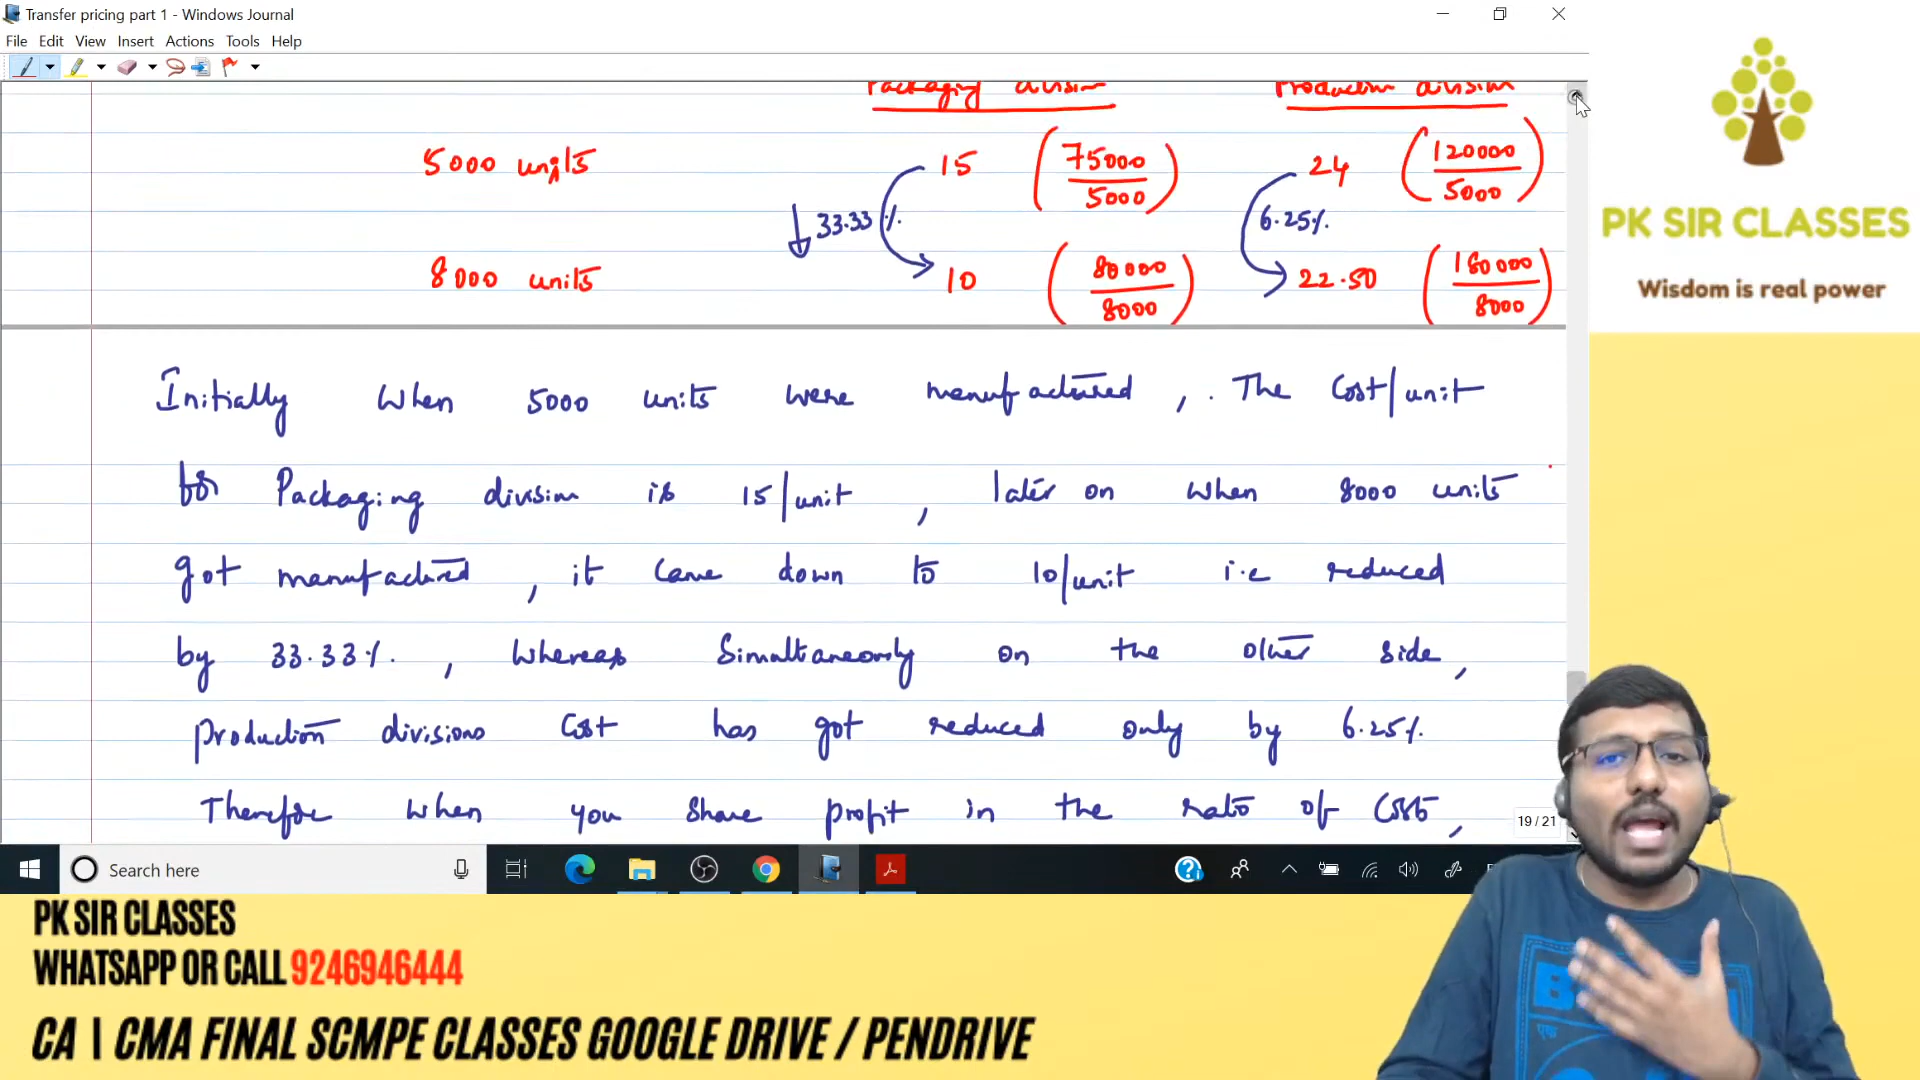 Transfer pricing part 1 - Windows Journal
File Edit View Insert Actions Tools Help
Packaging division Production division
5000 units 15 (75000/5000) 24 (120000/5000)
33.33% 6.25%
8000 units 10 (80000/8000) 22.50 (180000/8000)
Initially when 5000 units were manufactured, . The Cost/unit
for Packaging division is 15/unit, later on when 8000 units
got manufactured, it came down to 10/unit i.e reduced
by 33.33%, whereas Simultaneously on the other side,
production divisions Cost has got reduced only by 6.25%.
Therefore when you share profit in the ratio of Cost,
19 / 21
Search here
PK SIR CLASSES
Wisdom is real power
PK SIR CLASSES
WHATSAPP OR CALL 9246946444
CA \ CMA FINAL SCMPE CLASSES GOOGLE DRIVE / PENDRIVE